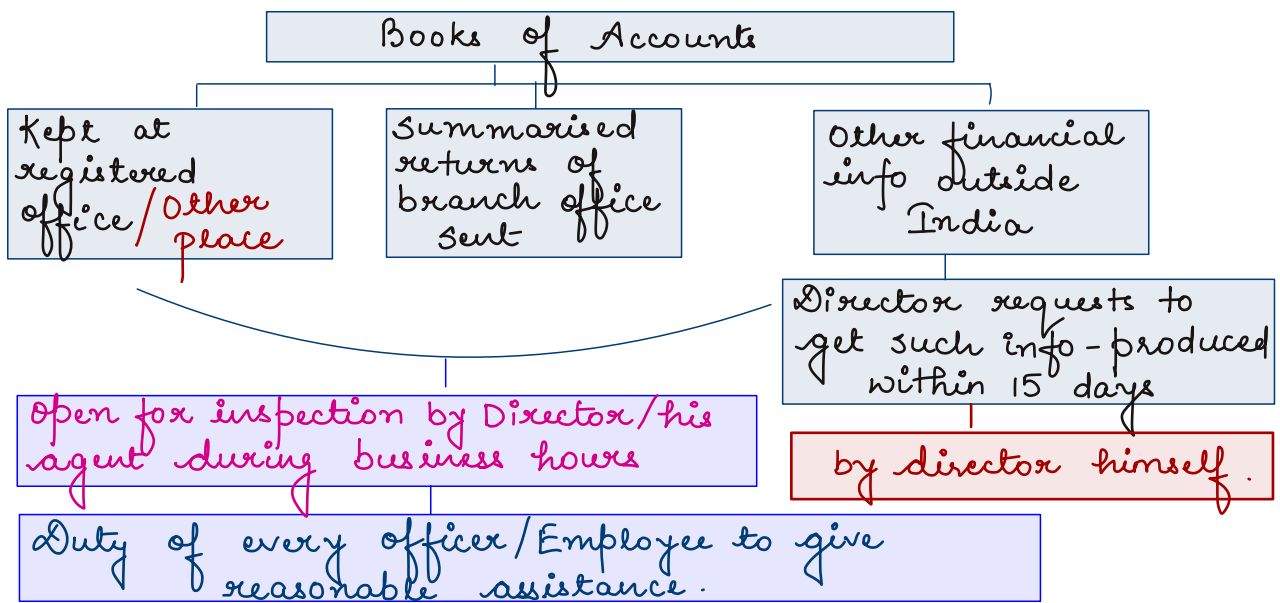 Books of Accounts
Kept at
registered
office/Other
place
Summarised
returns of
branch office
sent
Other financial
info outside
India
Director requests to
get such info - produced
within 15 days
by director himself.
Open for inspection by Director/his
agent during business hours
Duty of every officer/Employee to give
reasonable assistance.